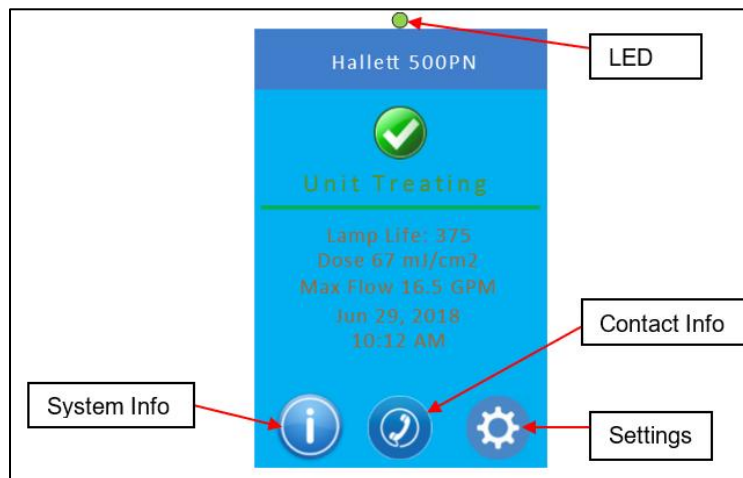 LED
Hallett 500PN
Unit Treating
Lamp Life: 375
Dose 67 mJ/cm2
Max Flow 16.5 GPM
Jun 29, 2018
10:12 AM
Contact Info
System Info
Settings